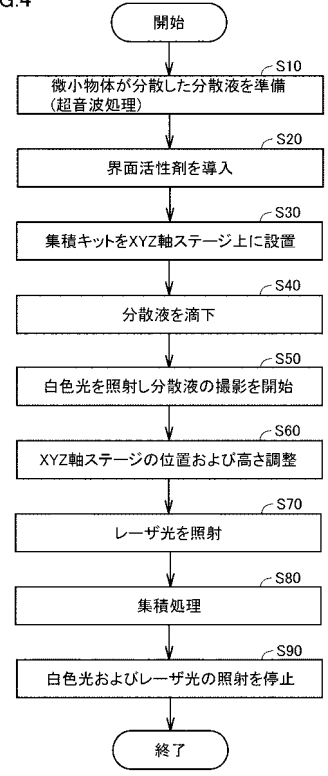 FIG.4
開始
S10
微小物体が分散した分散液を準備
(超音波処理)
S20
界面活性剤を導入
S30
集積キットをXYZ軸ステージ上に設置
S40
分散液を滴下
S50
白色光を照射し分散液の撮影を開始
S60
XYZ軸ステージの位置および高さ調整
S70
レーザ光を照射
S80
集積処理
S90
白色光およびレーザ光の照射を停止
終了